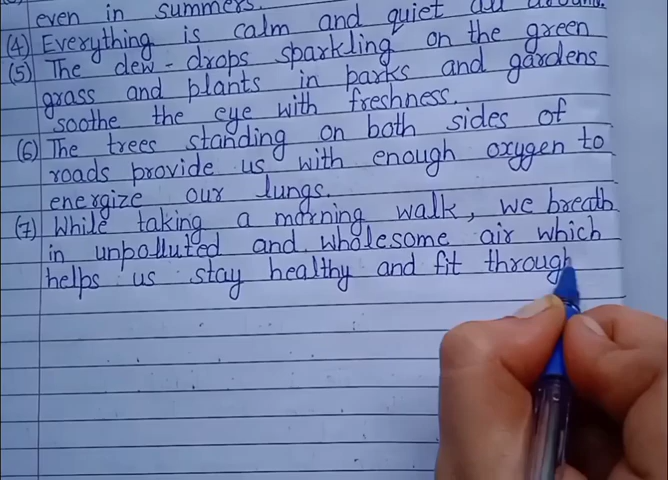 even in summers.
(4) Everything is calm and quiet all around.
(5) The dew-drops sparkling on the green
grass and plants in parks and gardens
soothe the eye with freshness.
(6) The trees standing on both sides of
roads provide us with enough oxygen to
energize our lungs.
(7) While taking a morning walk, we breath
in unpolluted and wholesome air which
helps us stay healthy and fit through